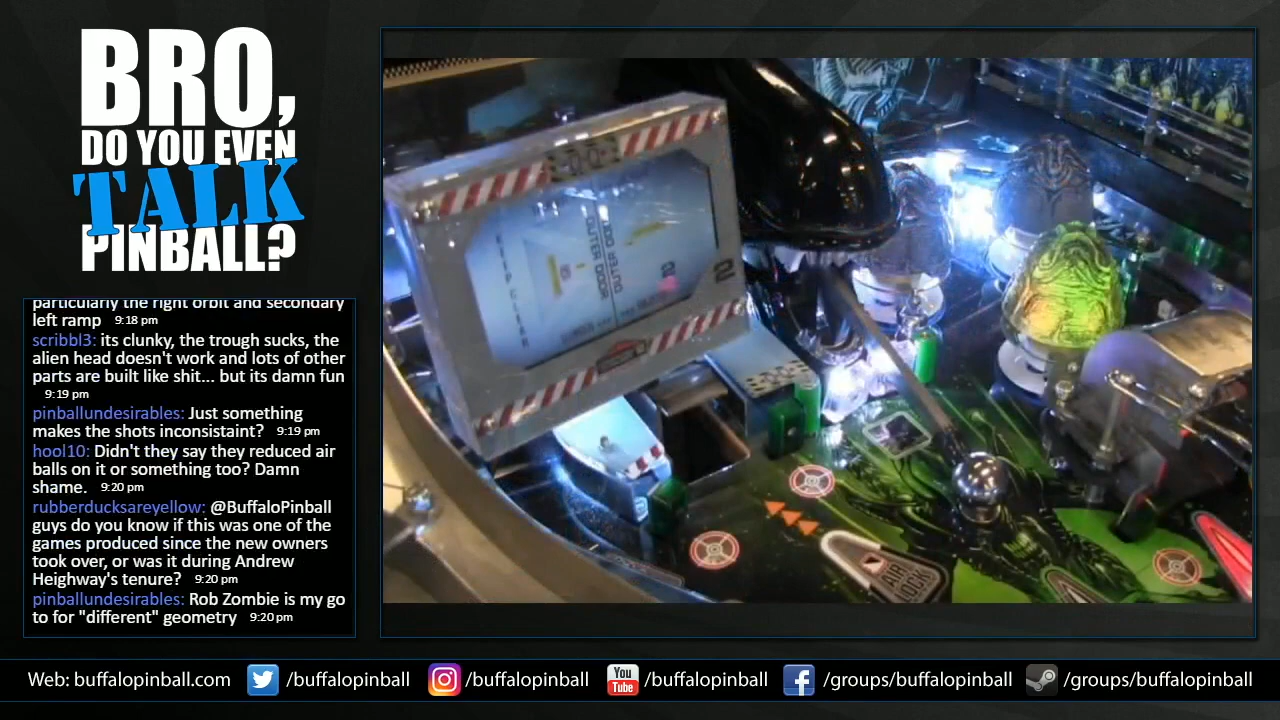 BRO,
DO YOU EVEN
TALK
PINBALL?
particularly the right orbit and secondary
left ramp 9:18 pm
scribbl3: its clunky, the trough sucks, the
alien head doesn't work and lots of other
parts are built like shit... but its damn fun
9:19 pm
pinballundesirables: Just something
makes the shots inconsistaint? 9:19 pm
hool10: Didn't they say they reduced air
balls on it or something too? Damn
shame. 9:20 pm
rubberducksareyellow: @BuffaloPinball
guys do you know if this was one of the
games produced since the new owners
took over, or was it during Andrew
Heighway's tenure? 9:20 pm
pinballundesirables: Rob Zombie is my go
to for "different" geometry 9:20 pm
AIR
LOCK
Web: buffalopinball.com
/buffalopinball
/buffalopinball
You
Tube
/buffalopinball
/groups/buffalopinball
/groups/buffalopinball